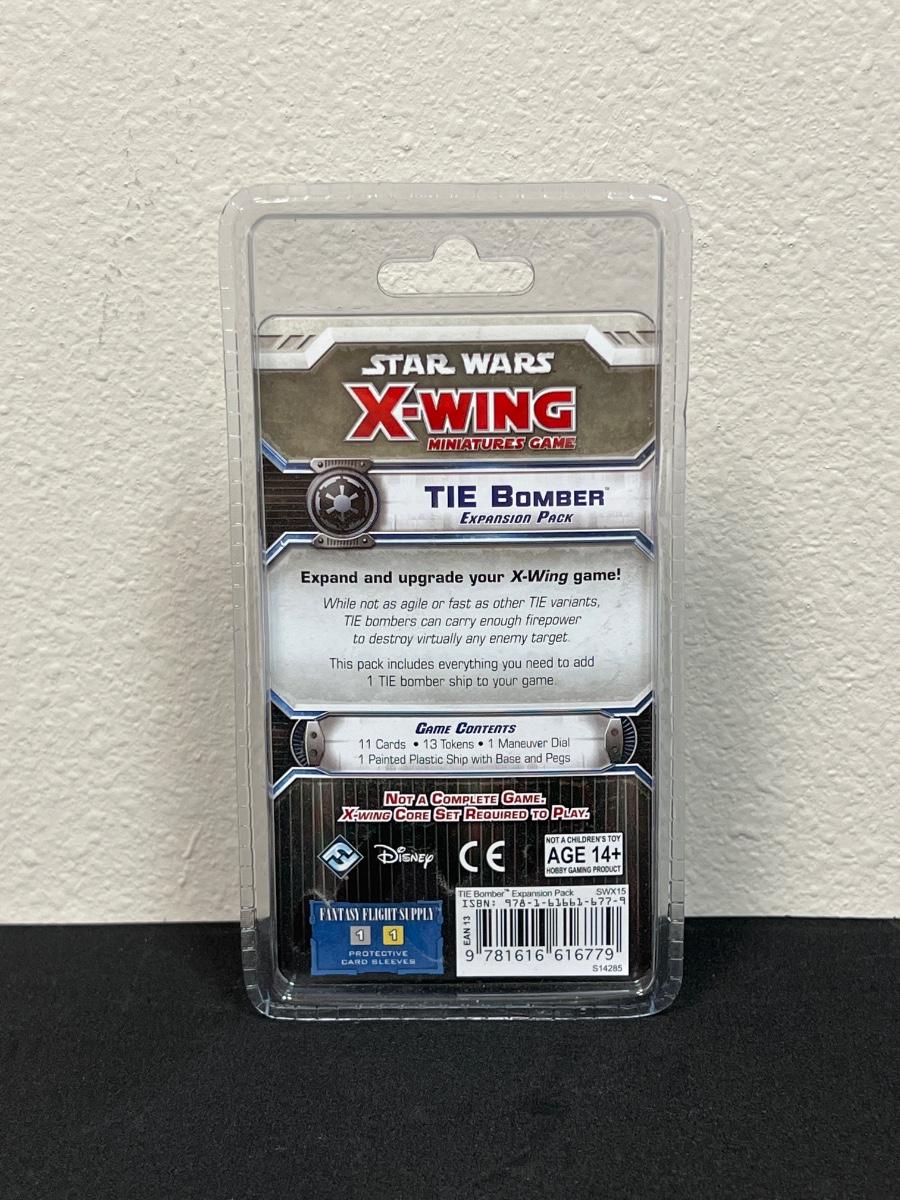 STAR WARS
X-WING
MINIATURES GAME
TIE BOMBER™
EXPANSION PACK
Expand and upgrade your X-Wing game!
While not as agile or fast as other TIE variants,
TIE bombers can carry enough firepower
to destroy virtually any enemy target.
This pack includes everything you need to add
1 TIE bomber ship to your game.
GAME CONTENTS
11 Cards • 13 Tokens • 1 Maneuver Dial
1 Painted Plastic Ship with Base and Pegs
NOT A COMPLETE GAME.
X-WING CORE SET REQUIRED TO PLAY.
DISNEY
CE
NOT A CHILDREN'S TOY
AGE 14+
HOBBY GAMING PRODUCT
FANTASY FLIGHT SUPPLY
1 1
PROTECTIVE
CARD SLEEVES
TIE Bomber™ Expansion Pack SWX15
ISBN: 978-1-61661-677-9
EAN 13
9 781616 616779
S14285